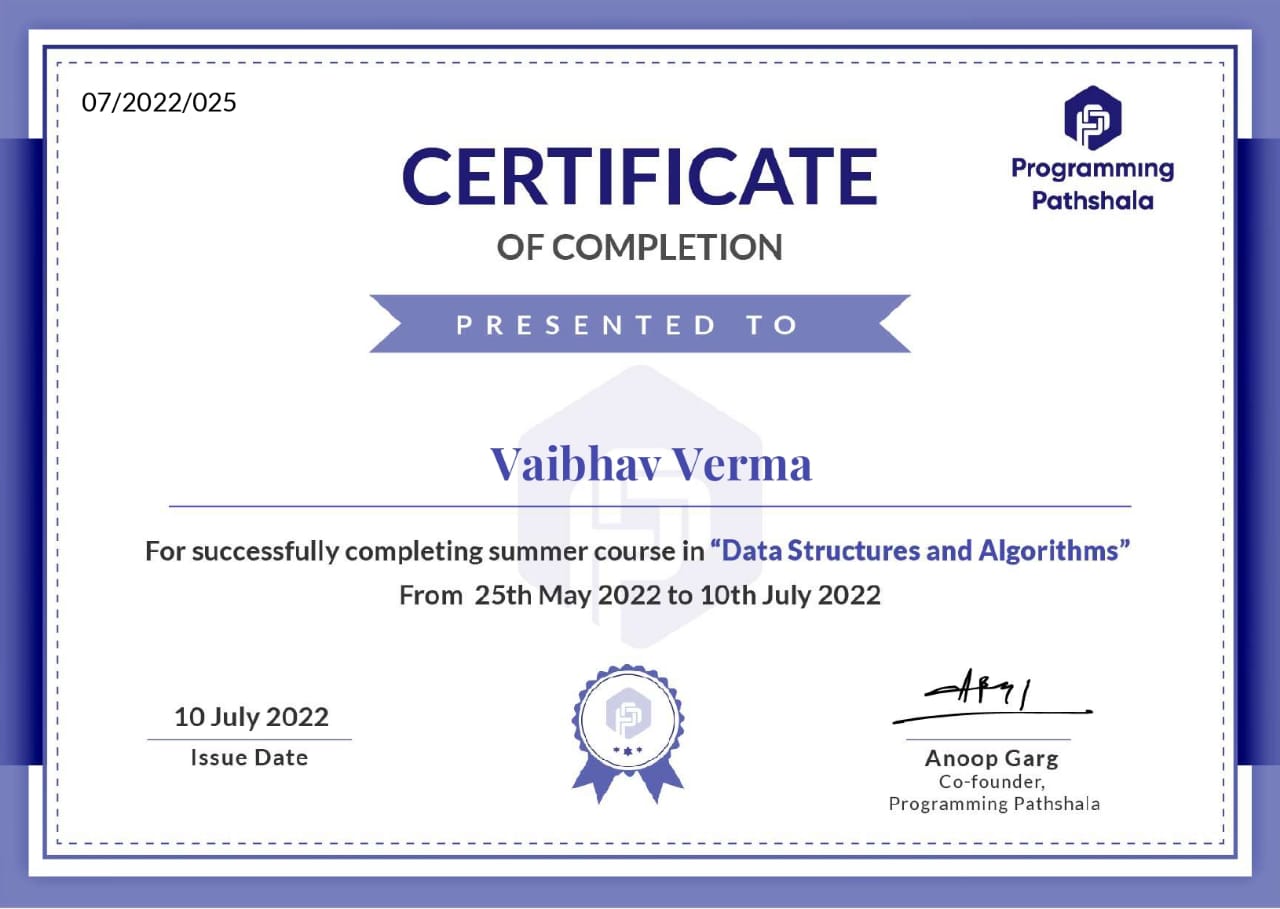 07/2022/025
Programming
Pathshala
CERTIFICATE
OF COMPLETION
PRESENTED TO
Vaibhav Verma
For successfully completing summer course in “Data Structures and Algorithms”
From 25th May 2022 to 10th July 2022
10 July 2022
Issue Date
Anoop Garg
Co-founder,
Programming Pathshala